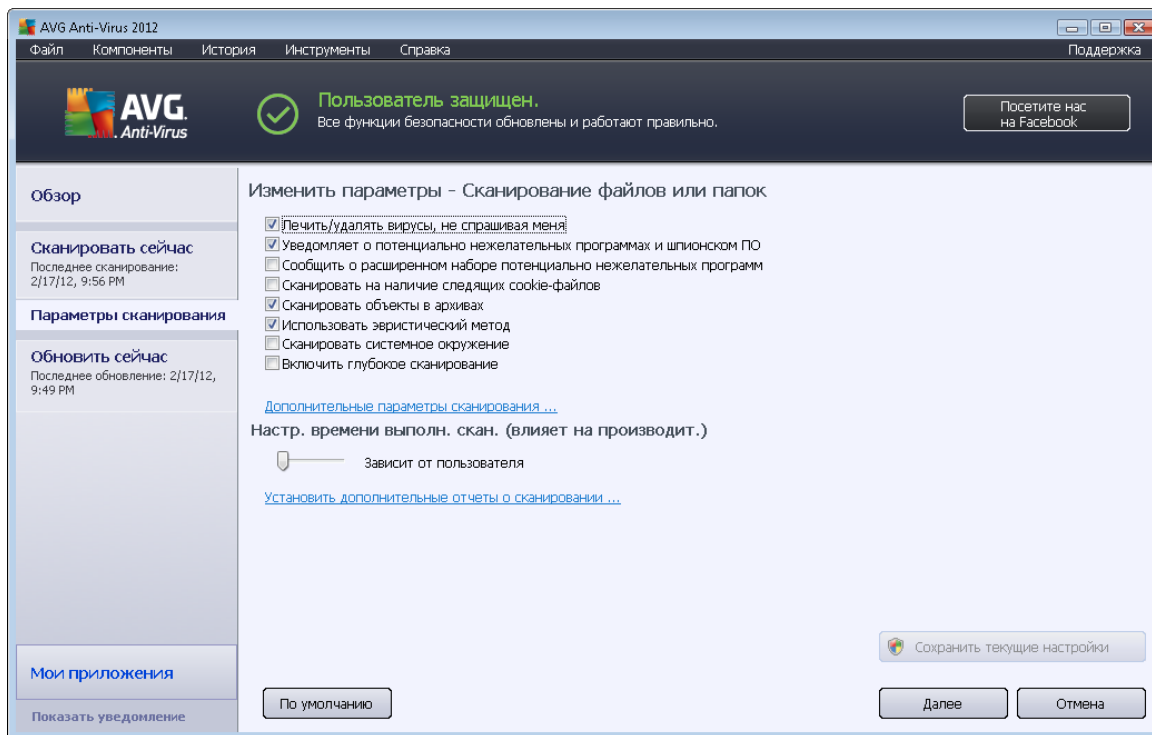 AVG Anti-Virus 2012
Файл Компоненты История Инструменты Справка Поддержка
AVG.
Anti-Virus
Пользователь защищен.
Все функции безопасности обновлены и работают правильно.
Посетите нас
на Facebook
Обзор
Сканировать сейчас
Последнее сканирование:
2/17/12, 9:56 PM
Параметры сканирования
Обновить сейчас
Последнее обновление: 2/17/12,
9:49 PM
Мои приложения
Показать уведомление
Изменить параметры - Сканирование файлов или папок
Лечить/удалять вирусы, не спрашивая меня
Уведомляет о потенциально нежелательных программах и шпионском ПО
Сообщить о расширенном наборе потенциально нежелательных программ
Сканировать на наличие следящих cookie-файлов
Сканировать объекты в архивах
Использовать эвристический метод
Сканировать системное окружение
Включить глубокое сканирование
Дополнительные параметры сканирования ...
Настр. времени выполн. скан. (влияет на производит.)
Зависит от пользователя
Установить дополнительные отчеты о сканировании ...
Сохранить текущие настройки
По умолчанию
Далее
Отмена